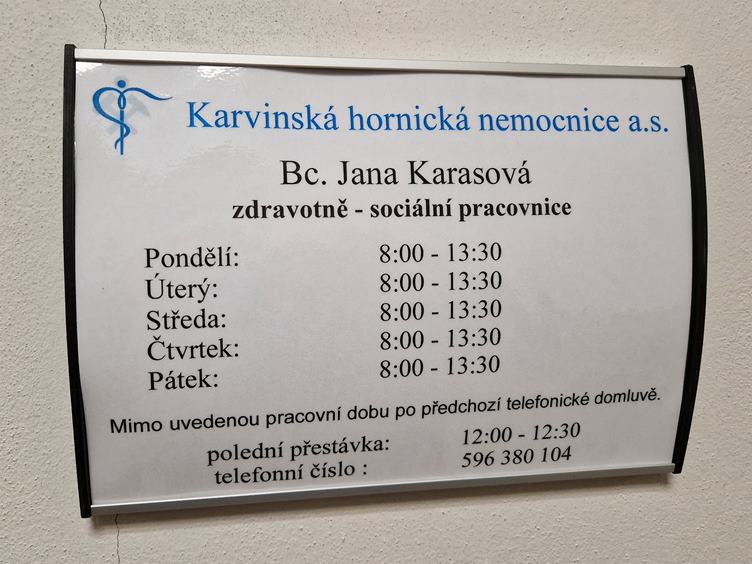 Karvinská hornická nemocnice a.s.
Bc. Jana Karasová
zdravotně - sociální pracovnice
Pondělí: 8:00 - 13:30
Úterý: 8:00 - 13:30
Středa: 8:00 - 13:30
Čtvrtek: 8:00 - 13:30
Pátek: 8:00 - 13:30
Mimo uvedenou pracovní dobu po předchozí telefonické domluvě.
polední přestávka: 12:00 - 12:30
telefonní číslo : 596 380 104